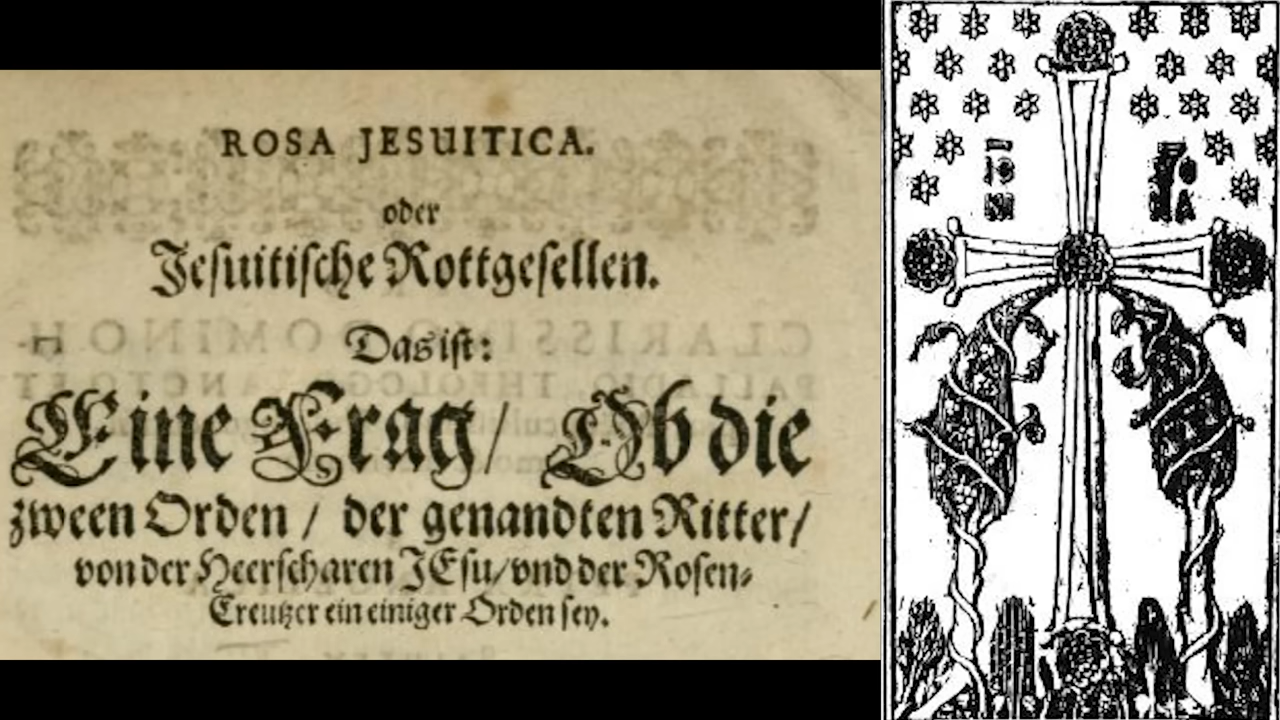 ROSA JESUITICA.
oder
Jesuitische Rottgesellen.
Das ist:
Eine Frag/ Ob die
zween Orden / der genandten Ritter/
von der Heerscharen JEsu/vnd der Rosen-
Creutzer ein einiger Orden sey.